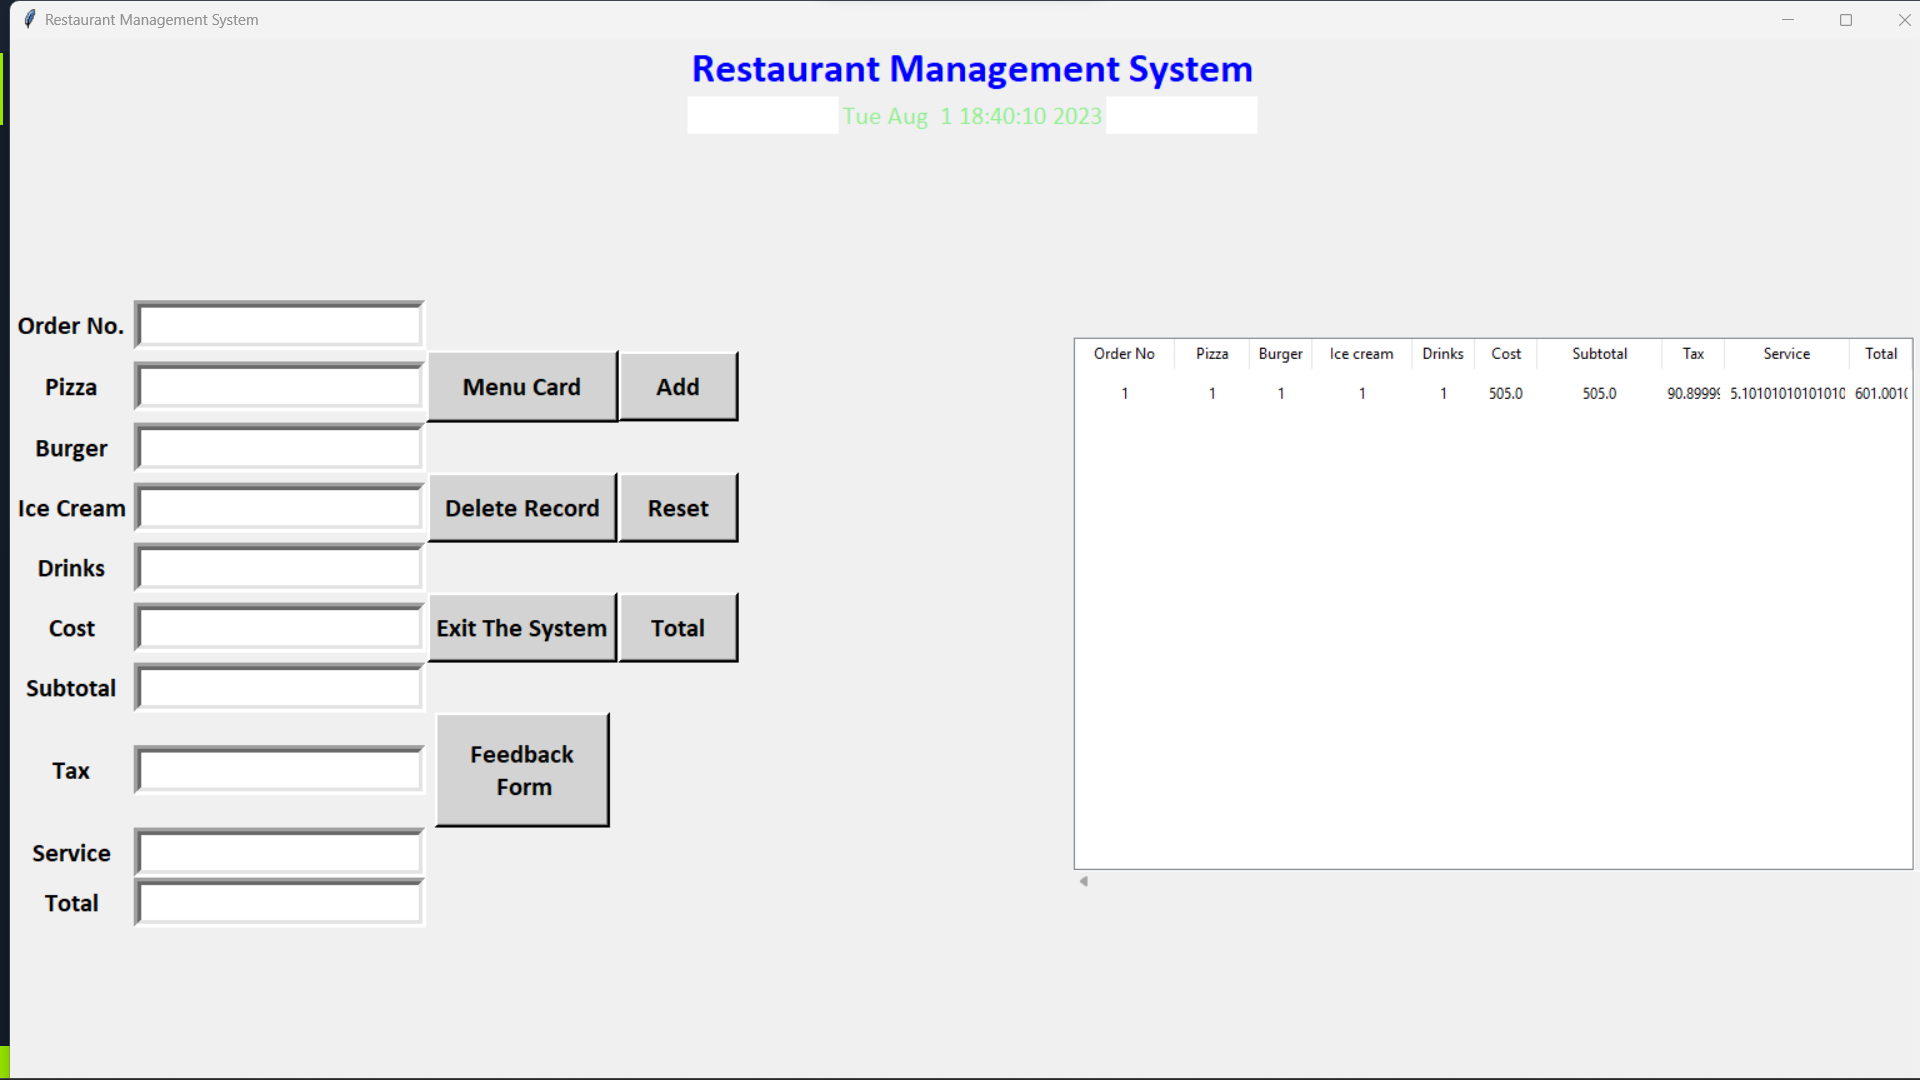 Restaurant Management System
Restaurant Management System
Tue Aug  1 18:40:10 2023
Order No.
Pizza
Menu Card
Add
Burger
Ice Cream
Delete Record
Reset
Drinks
Cost
Exit The System
Total
Subtotal
Tax
Feedback
Form
Service
Total
Order No Pizza Burger Ice cream Drinks Cost Subtotal Tax Service Total
1 1 1 1 1 505.0 505.0 90.89999 5.10101010101010 601.0010